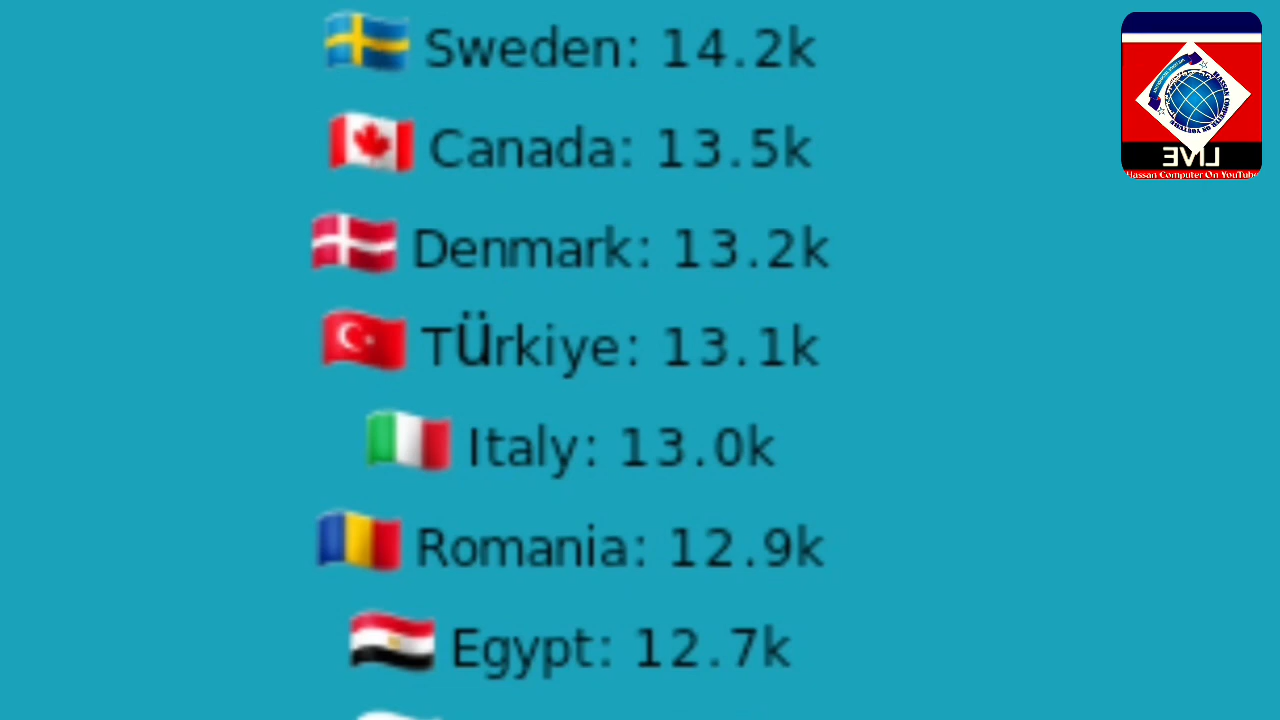 Sweden: 14.2k
Canada: 13.5k
Denmark: 13.2k
Türkiye: 13.1k
Italy: 13.0k
Romania: 12.9k
Egypt: 12.7k
LIVE
Hassan Computer On YouTube